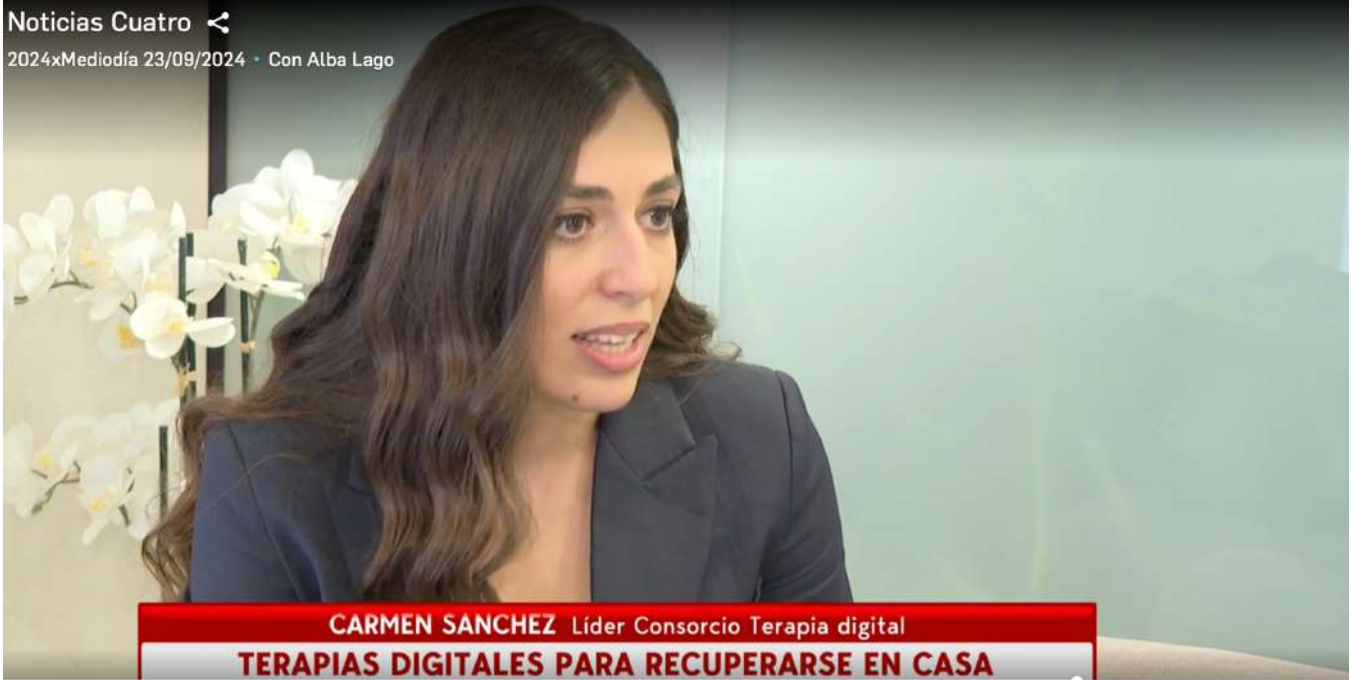 Noticias Cuatro
2024xMediodía 23/09/2024 • Con Alba Lago
CARMEN SANCHEZ Líder Consorcio Terapia digital
TERAPIAS DIGITALES PARA RECUPERARSE EN CASA